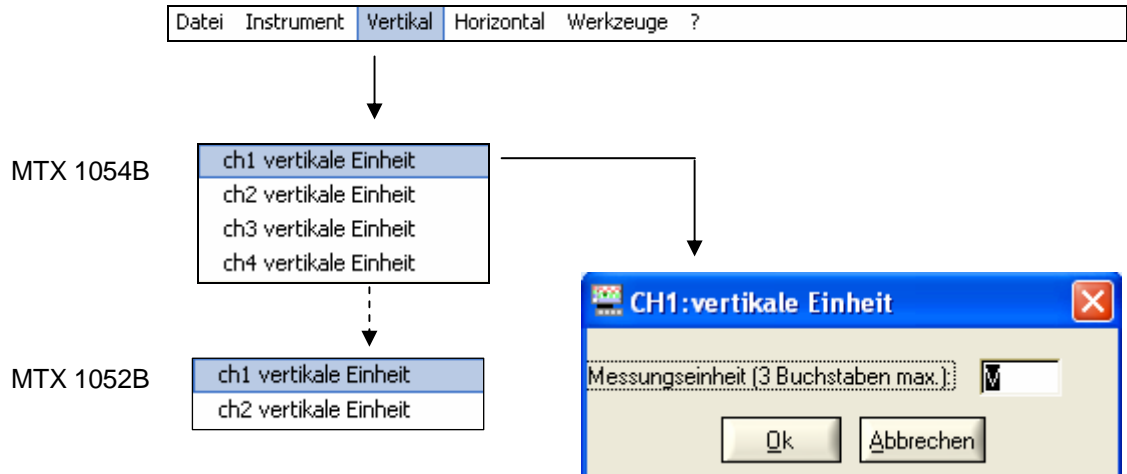 Datei Instrument Vertikal Horizontal Werkzeuge ?
MTX 1054B
ch1 vertikale Einheit
ch2 vertikale Einheit
ch3 vertikale Einheit
ch4 vertikale Einheit
CH1:vertikale Einheit
Messungseinheit (3 Buchstaben max.):
V
Ok Abbrechen
MTX 1052B
ch1 vertikale Einheit
ch2 vertikale Einheit